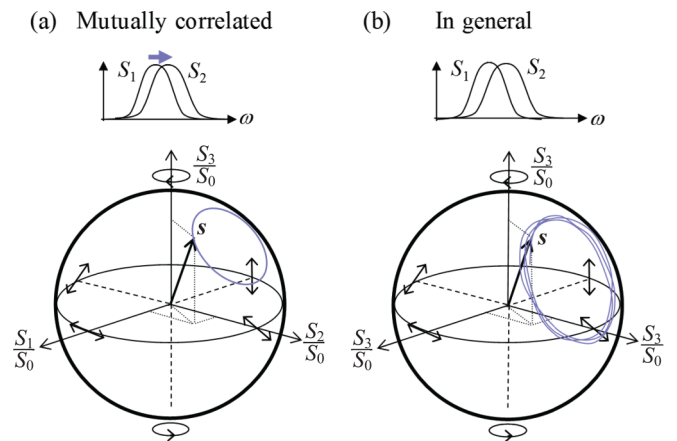 (a) Mutually correlated
S1 S2
ω
S3/S0
s
S1/S0
S2/S0
(b) In general
S1 S2
ω
S3/S0
s
S3/S0
S3/S0